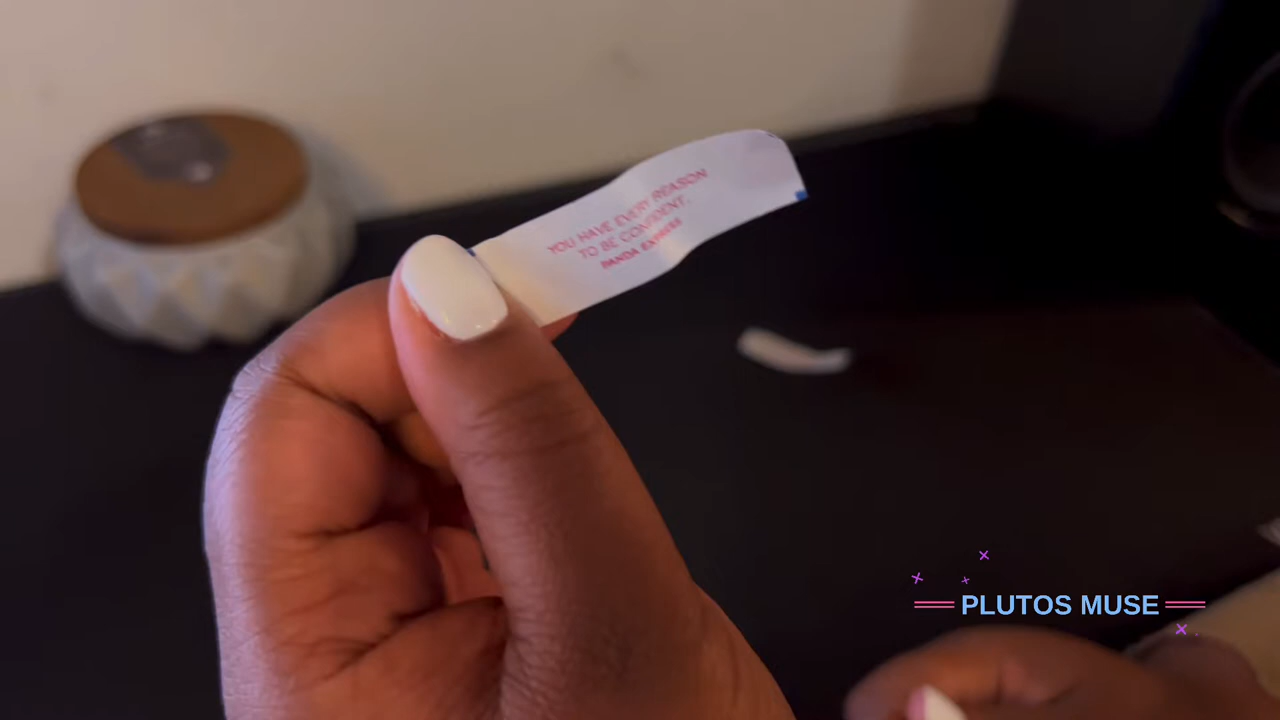 YOU HAVE EVERY REASON
TO BE CONFIDENT.
PANDA EXPRESS
PLUTOS MUSE